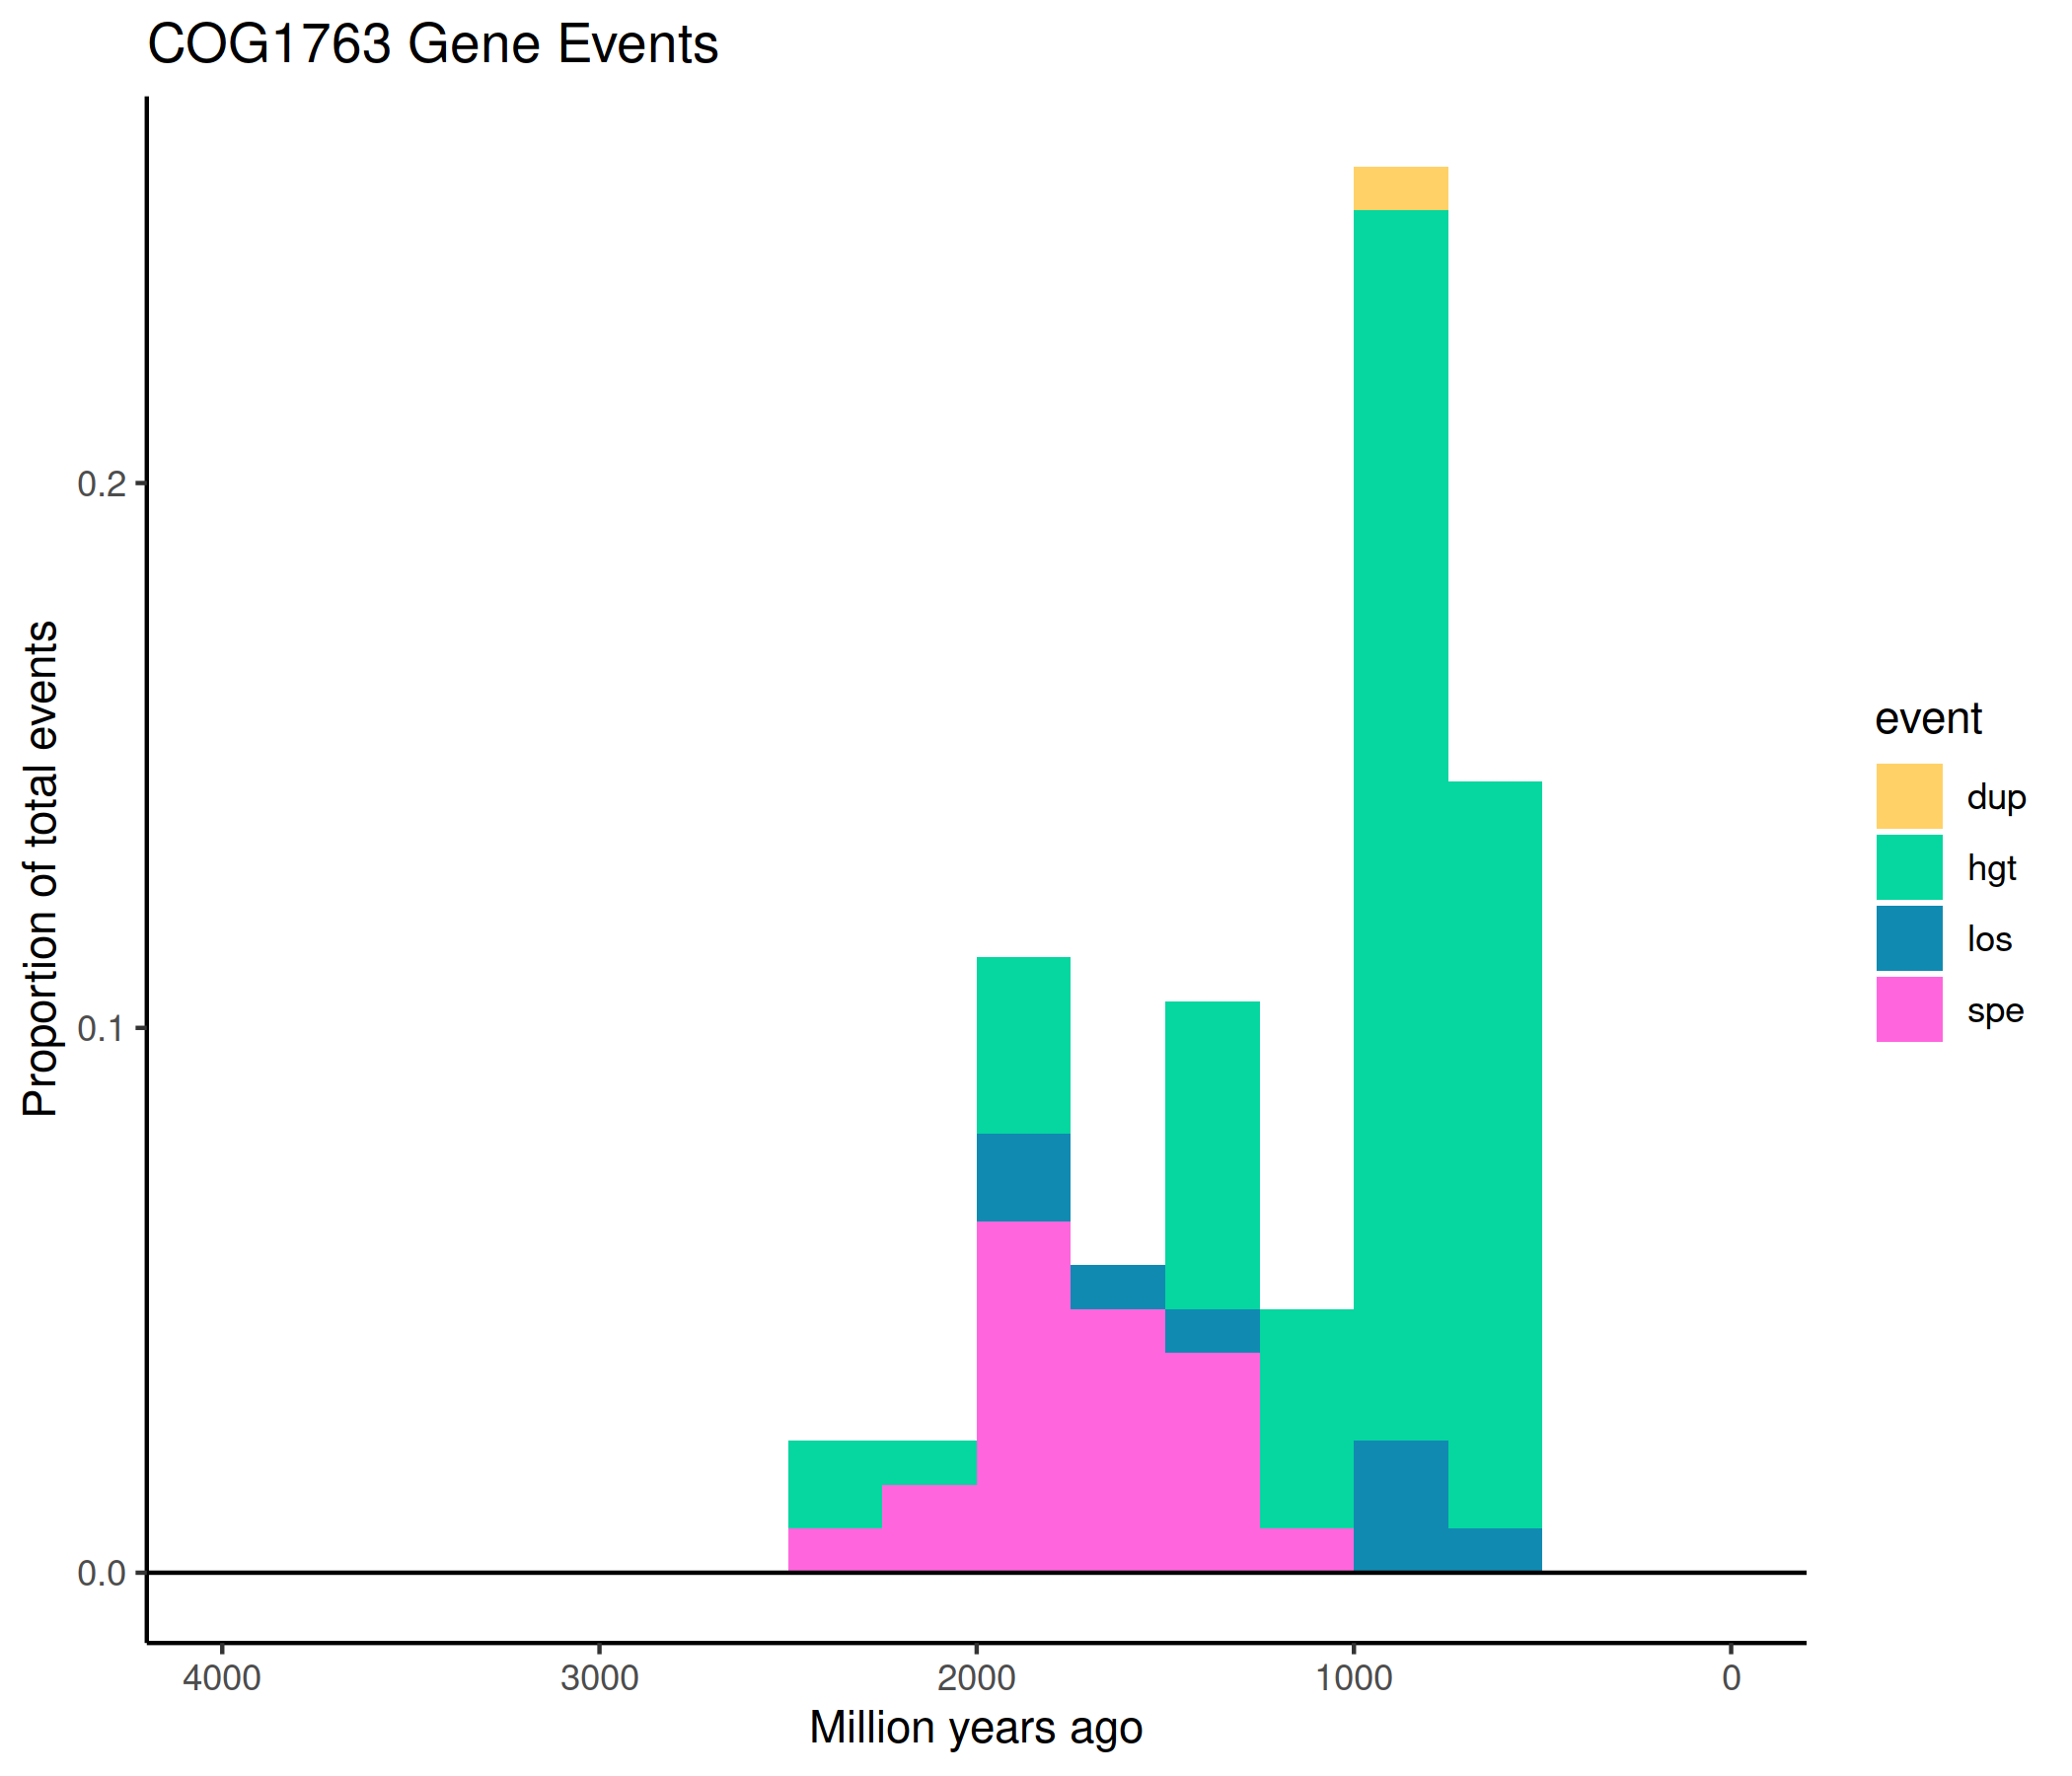 COG1763 Gene Events
Proportion of total events
0.2
0.1
0.0
4000 3000 2000 1000 0
Million years ago
event
dup
hgt
los
spe